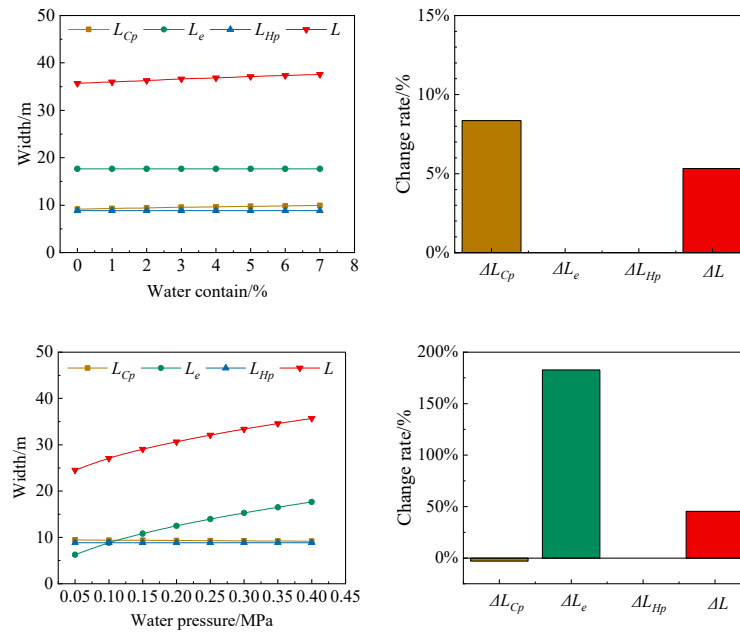 50
40
30
20
10
0
Width/m
L_Cp L_e L_Hp L
0 1 2 3 4 5 6 7 8
Water contain/%
15%
10%
5%
0%
Change rate/%
ΔL_Cp ΔL_e ΔL_Hp ΔL
50
40
30
20
10
0
Width/m
L_Cp L_e L_Hp L
0.05 0.10 0.15 0.20 0.25 0.30 0.35 0.40 0.45
Water pressure/MPa
200%
150%
100%
50%
0%
Change rate/%
ΔL_Cp ΔL_e ΔL_Hp ΔL